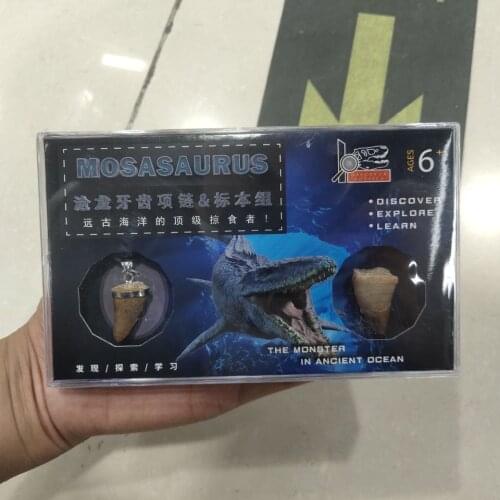 MOSASAURUS
沧龙牙齿项链&标本组
远古海洋的顶级掠食者！
AGES 6+
• DISCOVER
• EXPLORE
• LEARN
THE MONSTER
IN ANCIENT OCEAN
发现/探索/学习